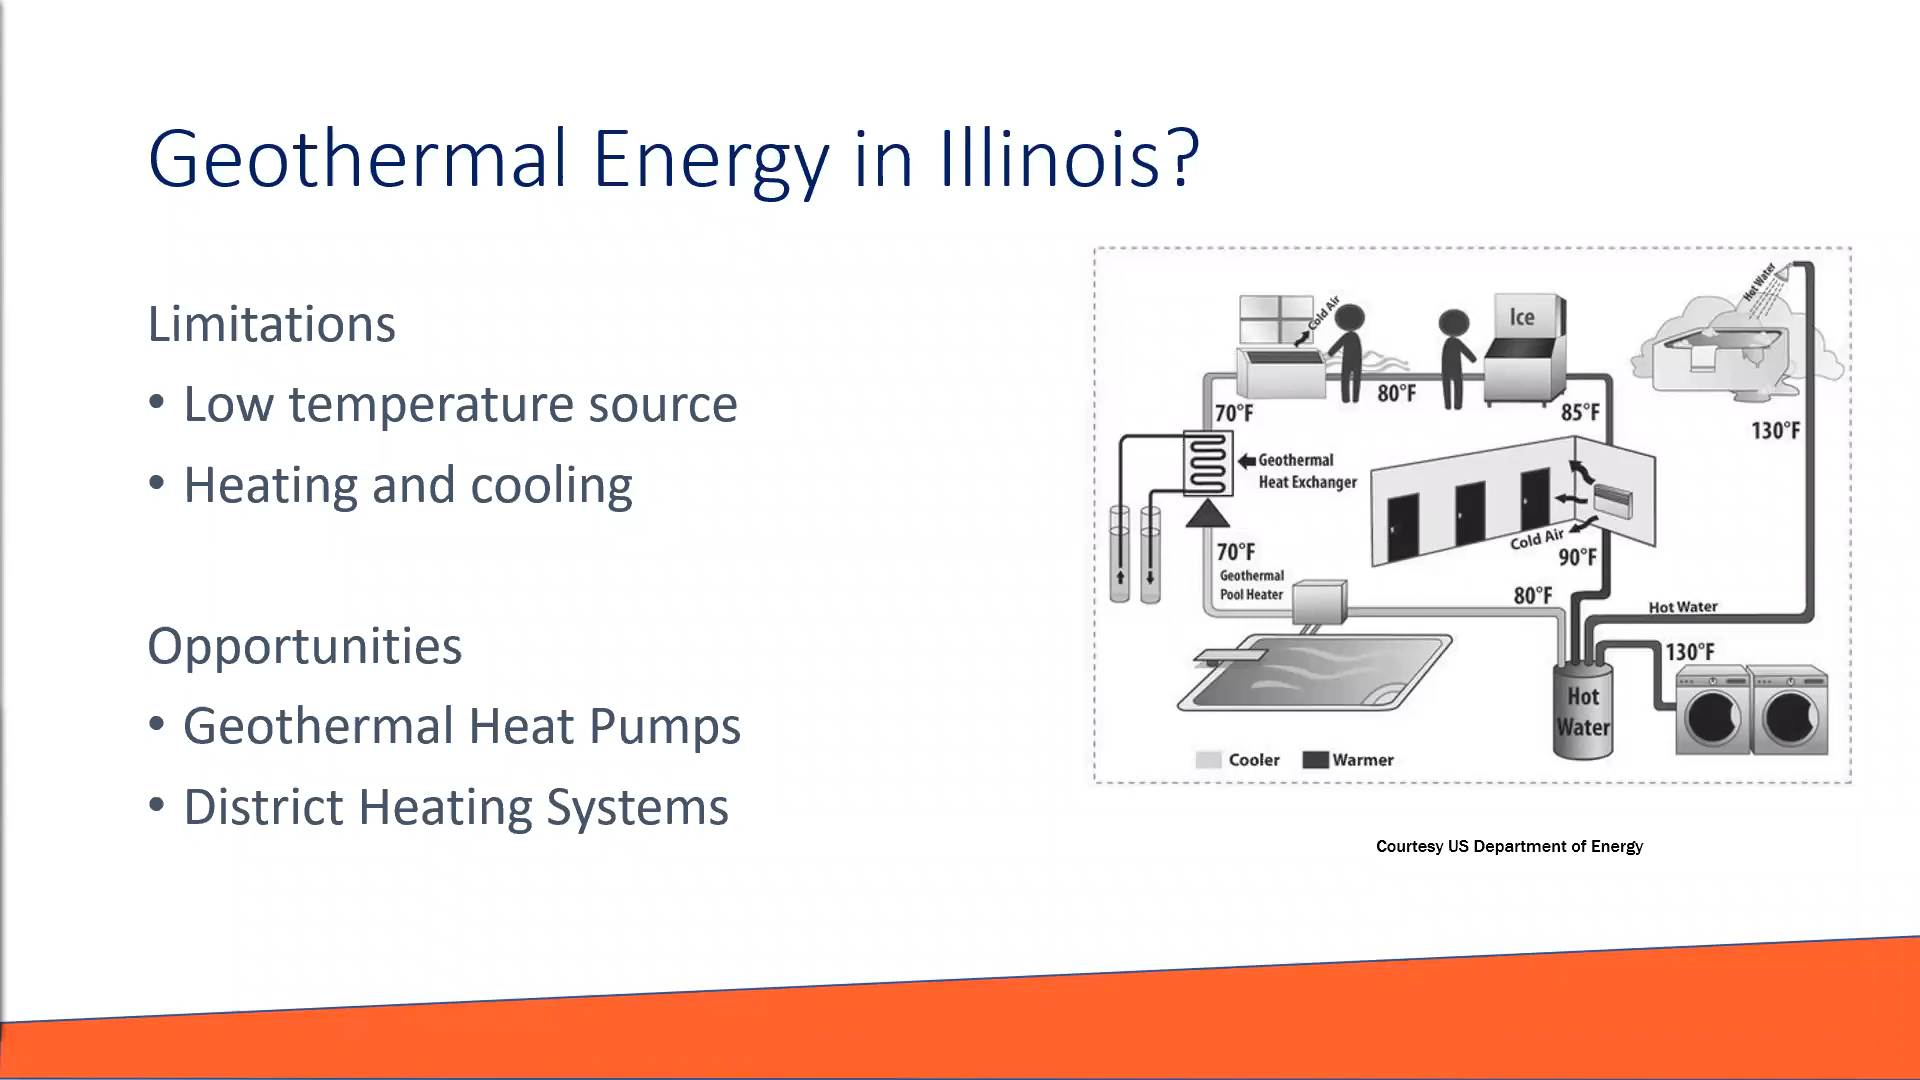 Geothermal Energy in Illinois?
Limitations
• Low temperature source
• Heating and cooling
Opportunities
• Geothermal Heat Pumps
• District Heating Systems
Cold Air
Ice
Hot Water
70°F
80°F
85°F
130°F
Geothermal
Heat Exchanger
Cold Air
90°F
70°F
Geothermal
Pool Heater
80°F
Hot Water
130°F
Hot
Water
Cooler
Warmer
Courtesy US Department of Energy